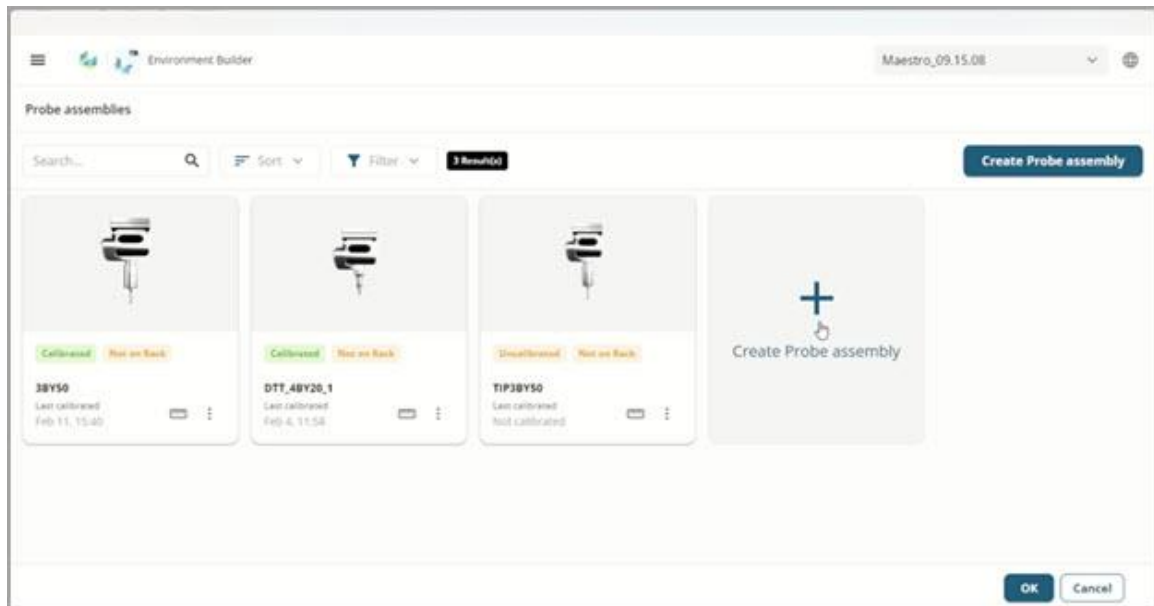 Environment Builder
Maestro_09.15.08
Probe assemblies
Search...
Sort
Filter
3 Result(s)
Create Probe assembly
Calibrated Not on Rack
3BY50
Last calibrated
Feb 11, 15:40
Calibrated Not on Rack
DTT_4BY20_1
Last calibrated
Feb 4, 11:58
Uncalibrated Not on Rack
TIP3BY50
Last calibrated
Not calibrated
Create Probe assembly
OK
Cancel